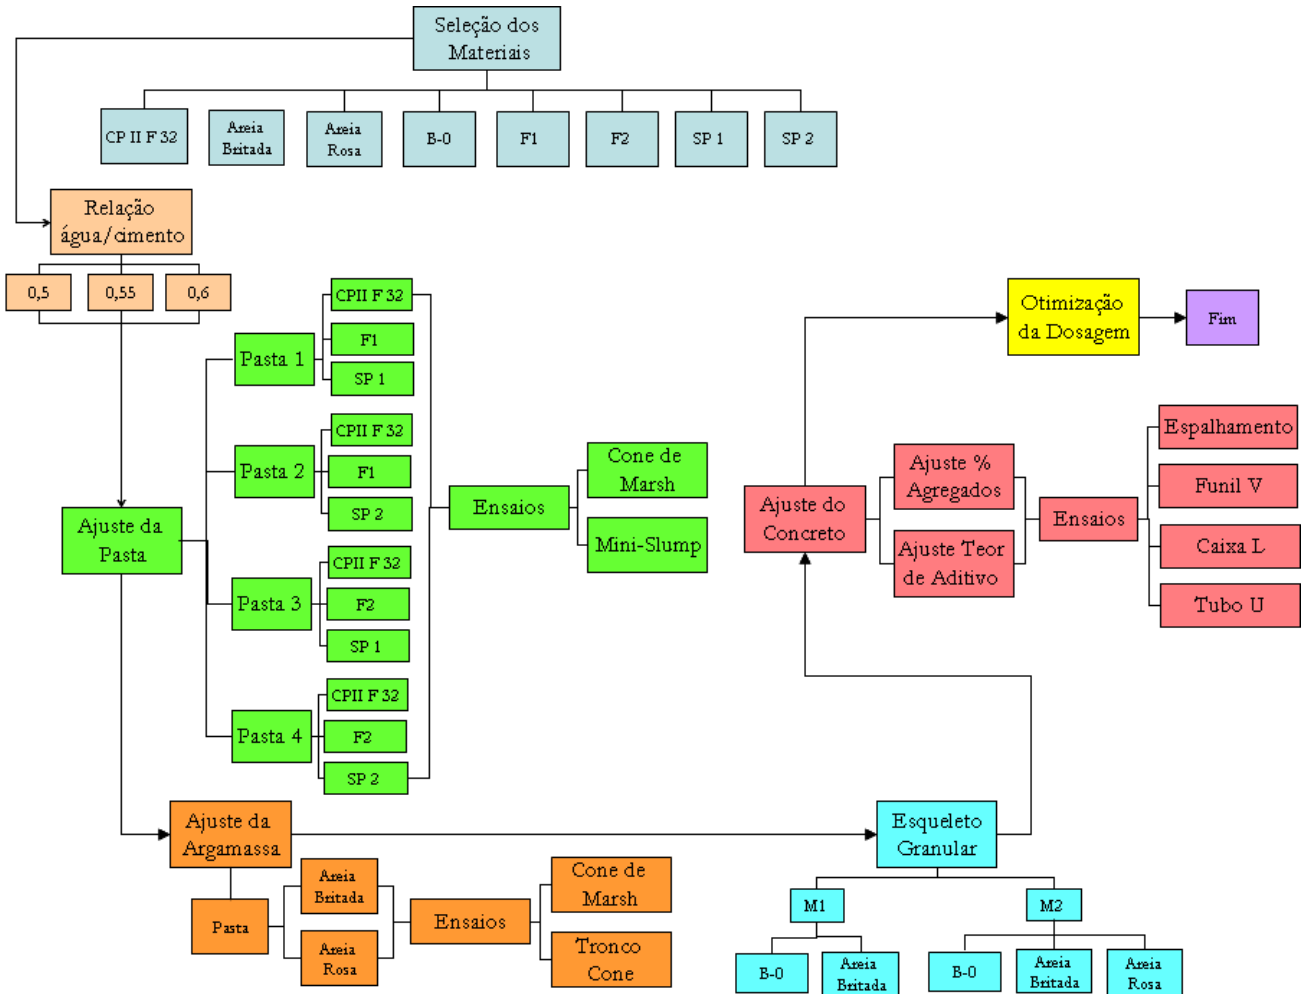 Seleção dos
Materiais
CP II F 32
Areia
Britada
Areia
Rosa
B-0
F1
F2
SP 1
SP 2
Relação
água/cimento
0,5
0,55
0,6
Ajuste da
Pasta
Pasta 1
CPII F 32
F1
SP 1
Pasta 2
CPII F 32
F1
SP 2
Pasta 3
CPII F 32
F2
SP 1
Pasta 4
CPII F 32
F2
SP 2
Ensaios
Cone de
Marsh
Mini-Slump
Ajuste da
Argamassa
Pasta
Areia
Britada
Areia
Rosa
Ensaios
Cone de
Marsh
Tronco
Cone
Esqueleto
Granular
M1
B-0
Areia
Britada
M2
B-0
Areia
Britada
Areia
Rosa
Ajuste do
Concreto
Ajuste %
Agregados
Ajuste Teor
de Aditivo
Ensaios
Espalhamento
Funil V
Caixa L
Tubo U
Otimização
da Dosagem
Fim